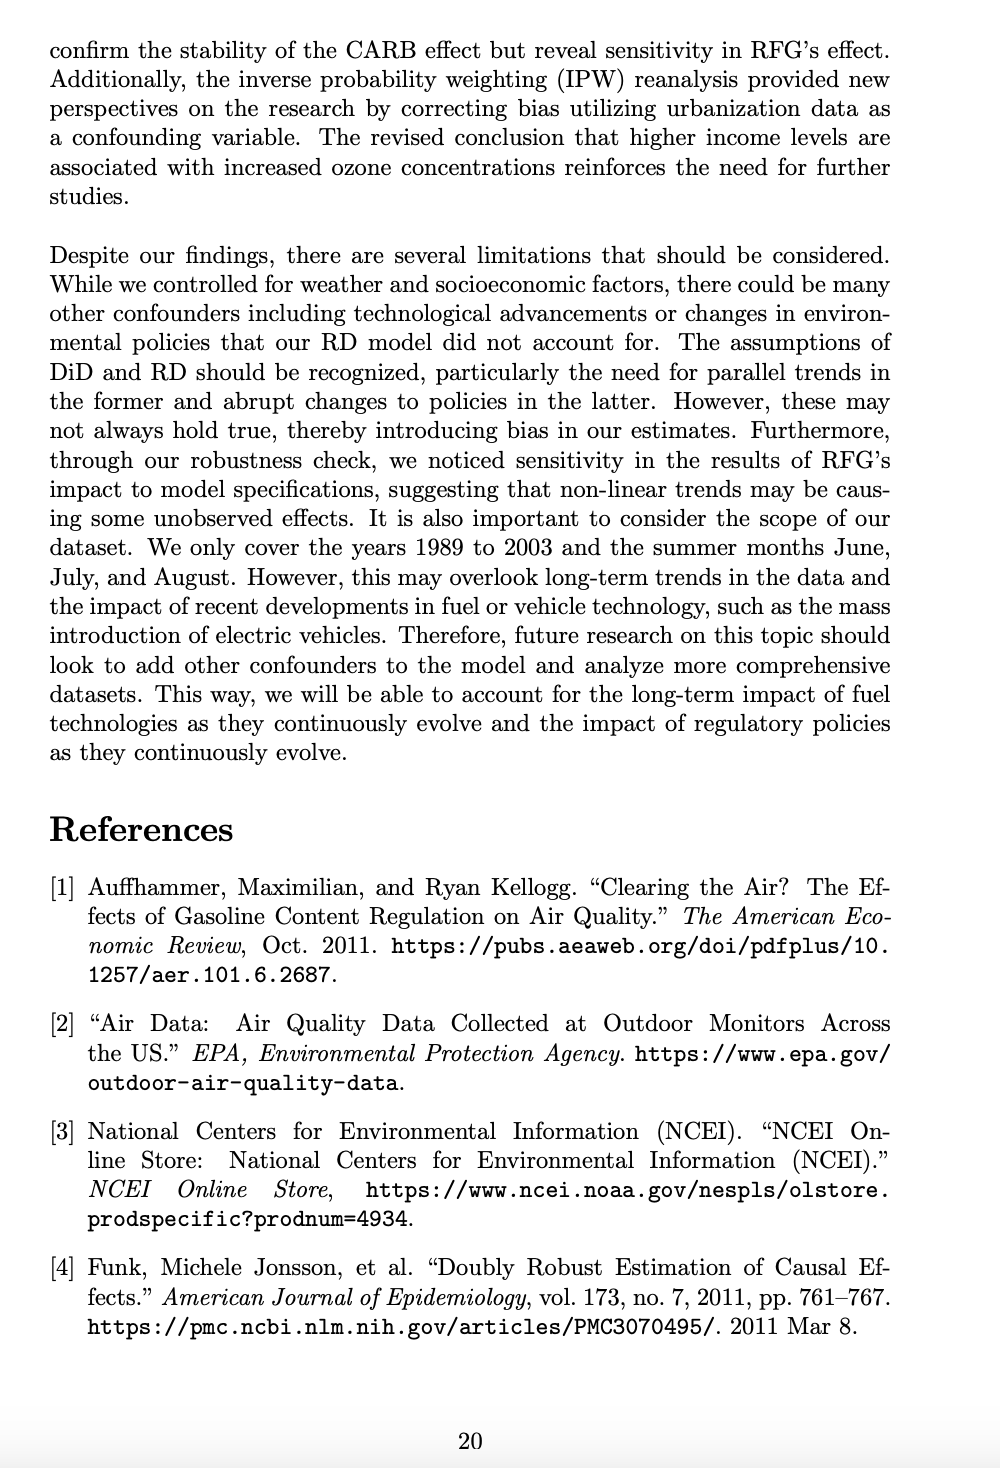 confirm the stability of the CARB effect but reveal sensitivity in RFG’s effect.
Additionally, the inverse probability weighting (IPW) reanalysis provided new
perspectives on the research by correcting bias utilizing urbanization data as
a confounding variable. The revised conclusion that higher income levels are
associated with increased ozone concentrations reinforces the need for further
studies.
Despite our findings, there are several limitations that should be considered.
While we controlled for weather and socioeconomic factors, there could be many
other confounders including technological advancements or changes in environ-
mental policies that our RD model did not account for. The assumptions of
DiD and RD should be recognized, particularly the need for parallel trends in
the former and abrupt changes to policies in the latter. However, these may
not always hold true, thereby introducing bias in our estimates. Furthermore,
through our robustness check, we noticed sensitivity in the results of RFG’s
impact to model specifications, suggesting that non-linear trends may be caus-
ing some unobserved effects. It is also important to consider the scope of our
dataset. We only cover the years 1989 to 2003 and the summer months June,
July, and August. However, this may overlook long-term trends in the data and
the impact of recent developments in fuel or vehicle technology, such as the mass
introduction of electric vehicles. Therefore, future research on this topic should
look to add other confounders to the model and analyze more comprehensive
datasets. This way, we will be able to account for the long-term impact of fuel
technologies as they continuously evolve and the impact of regulatory policies
as they continuously evolve.
References
[1] Auffhammer, Maximilian, and Ryan Kellogg. “Clearing the Air? The Ef-
fects of Gasoline Content Regulation on Air Quality.” The American Eco-
nomic Review, Oct. 2011. https://pubs.aeaweb.org/doi/pdfplus/10.
1257/aer.101.6.2687.
[2] “Air Data: Air Quality Data Collected at Outdoor Monitors Across
the US.” EPA, Environmental Protection Agency. https://www.epa.gov/
outdoor-air-quality-data.
[3] National Centers for Environmental Information (NCEI). “NCEI On-
line Store: National Centers for Environmental Information (NCEI).”
NCEI Online Store, https://www.ncei.noaa.gov/nespls/olstore.
prodspecific?prodnum=4934.
[4] Funk, Michele Jonsson, et al. “Doubly Robust Estimation of Causal Ef-
fects.” American Journal of Epidemiology, vol. 173, no. 7, 2011, pp. 761–767.
https://pmc.ncbi.nlm.nih.gov/articles/PMC3070495/. 2011 Mar 8.
20